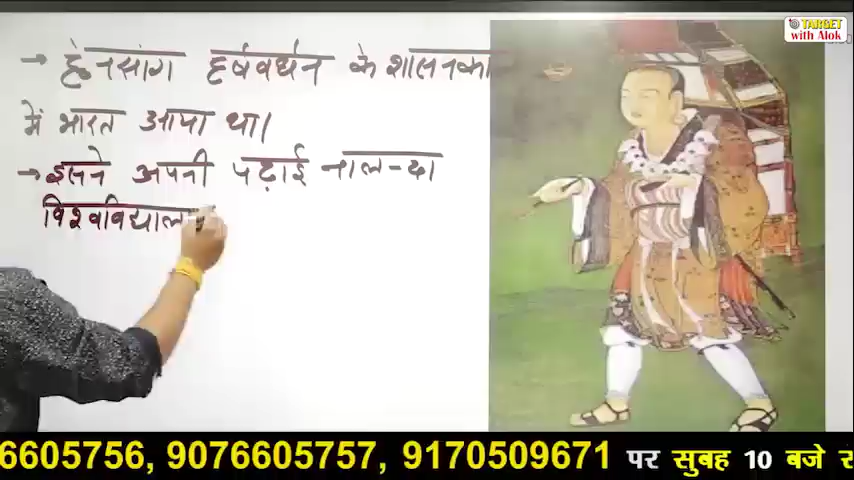 → ह्वेनसांग हर्षवर्धन के शासनका
में भारत आया था।
→ इसने अपनी पढ़ाई नालन्दा
विश्वविद्यालय
TARGET
with Alok
6605756, 9076605757, 9170509671 पर सुबह 10 बजे